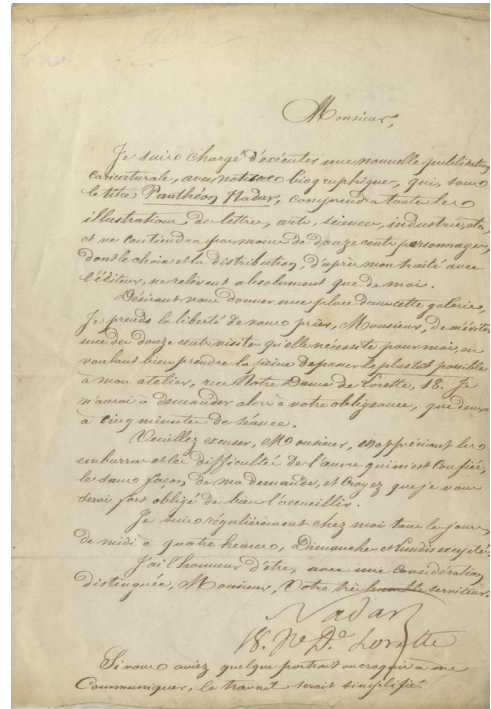 Monsieur,
Je suis chargé d'exécuter une nouvelle publication
caricaturale, avec notices biographiques, qui, sous
le titre Panthéon Nadar, comprendra toutes les
illustrations des lettres, arts, sciences, industries, etc,
et ne contiendra pas moins de douze cents personnages,
dont le choix et la distribution, d'après mon traité avec
l'éditeur, ne relèvent absolument que de moi.
Désirant vous donner une place dans cette galerie,
Je prends la liberté de vous prier, Monsieur, de m'éviter
une des douze cents visites qu'elle nécessite pour moi, en
voulant bien prendre la peine de passer le plustôt possible
à mon atelier, rue Notre Dame de Lorette, 18. Je
n'aurai à demander alors à votre obligeance, que deux
à cinq minutes de séance.
Veuillez excuser, Monsieur, en appréciant les
embarras et les difficultés de l'œuvre qui m'est confiée,
le sans façon de ma demande, et croyez que je vous
serai fort obligé de bien l'accueillir.
Je suis régulièrement chez moi tous les jours,
de midi à quatre heures, Dimanches et Lundis exceptés.
J'ai l'honneur d'être, avec une considération
distinguée, Monsieur, Votre très humble serviteur.
Nadar
18. Ne De Lorette
Si vous aviez quelque portrait ou croquis à me
Communiquer, le travail serait simplifié.